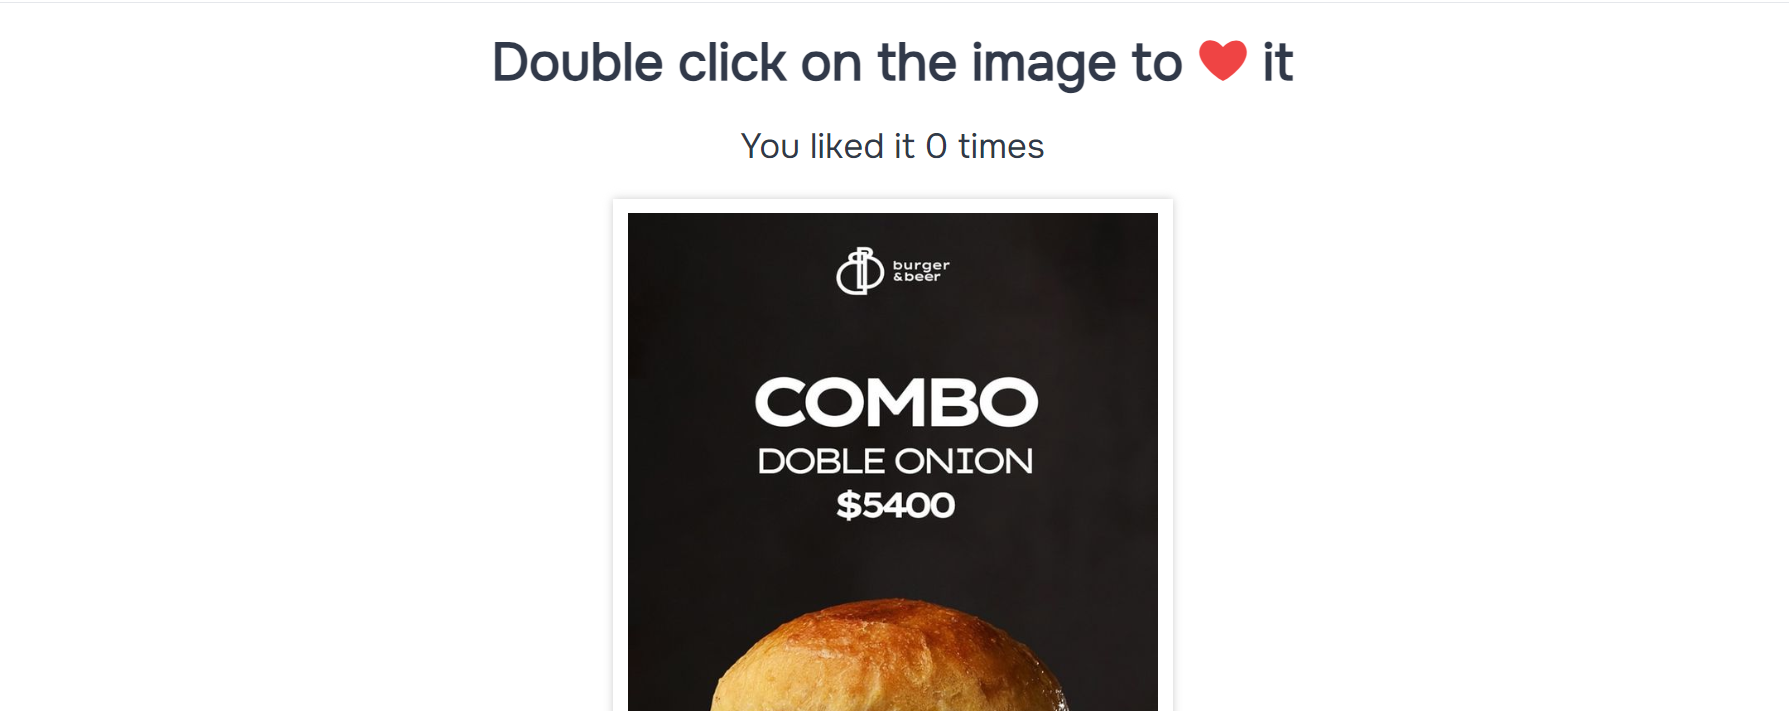 Double click on the image to ❤ it
You liked it 0 times
burger
&beer
COMBO
DOBLE ONION
$5400